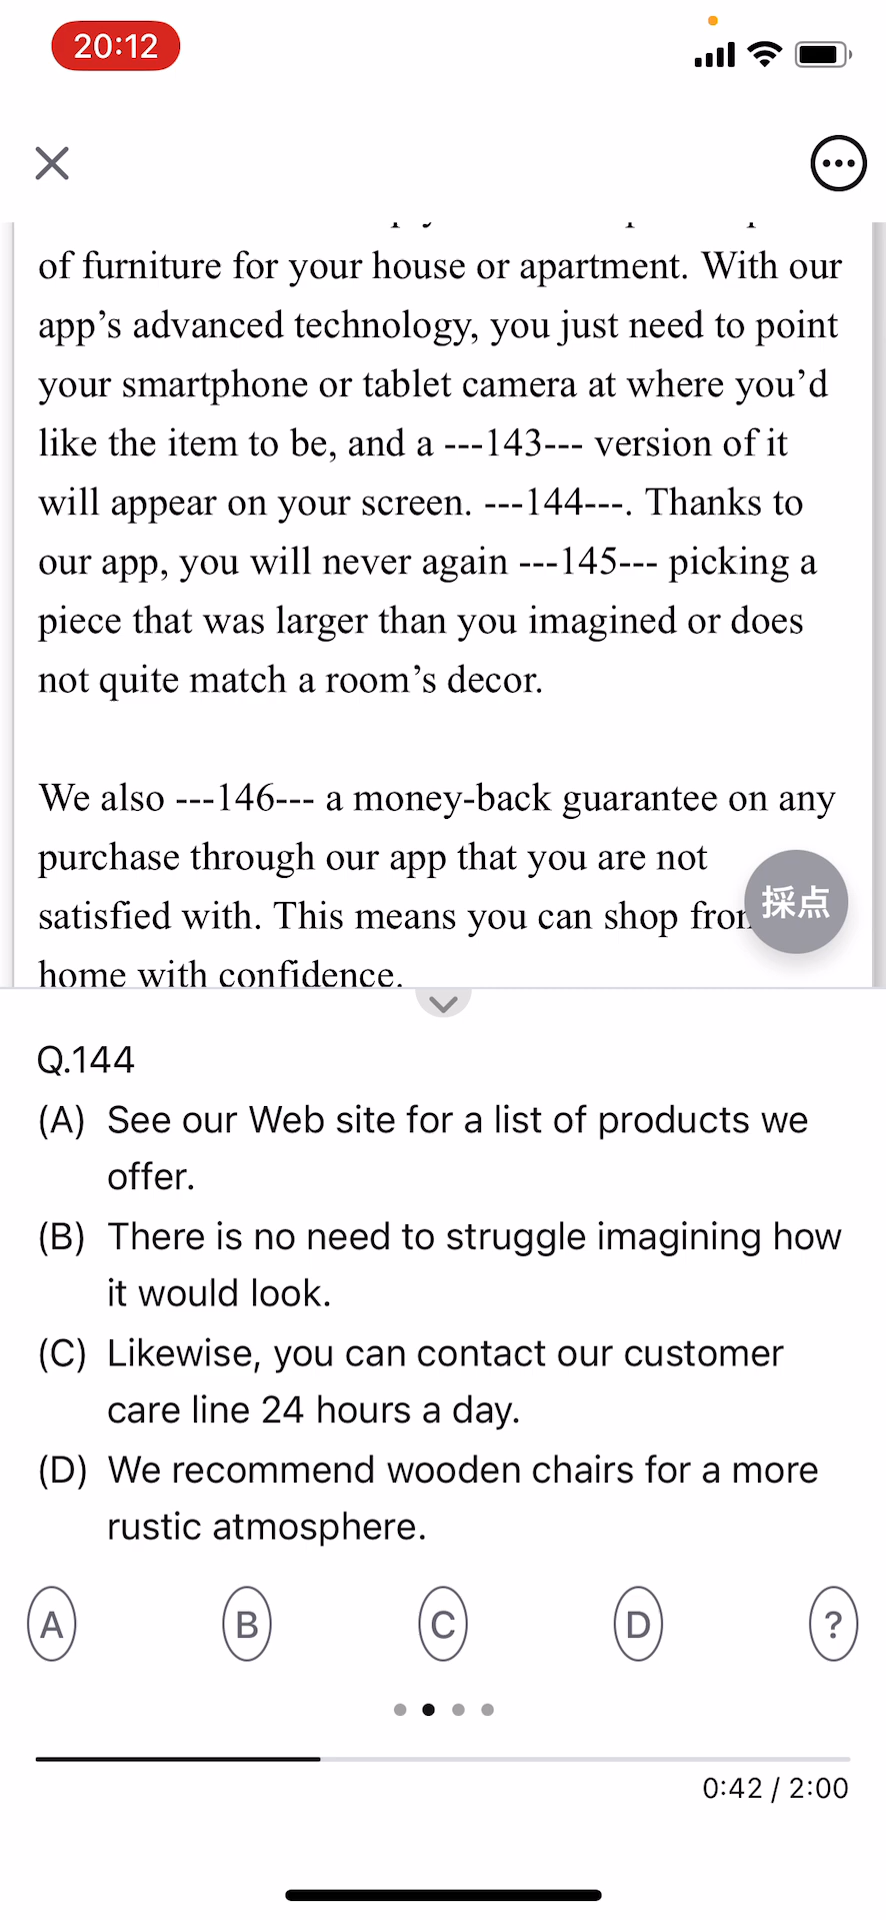 20:12
of furniture for your house or apartment. With our
app's advanced technology, you just need to point
your smartphone or tablet camera at where you'd
like the item to be, and a ---143--- version of it
will appear on your screen. ---144---. Thanks to
our app, you will never again ---145--- picking a
piece that was larger than you imagined or does
not quite match a room's decor.
We also ---146--- a money-back guarantee on any
purchase through our app that you are not
satisfied with. This means you can shop
採点
home with confidence.
Q.144
(A) See our Web site for a list of products we
offer.
(B) There is no need to struggle imagining how
it would look.
(C) Likewise, you can contact our customer
care line 24 hours a day.
(D) We recommend wooden chairs for a more
rustic atmosphere.
A B C D ?
0:42 / 2:00